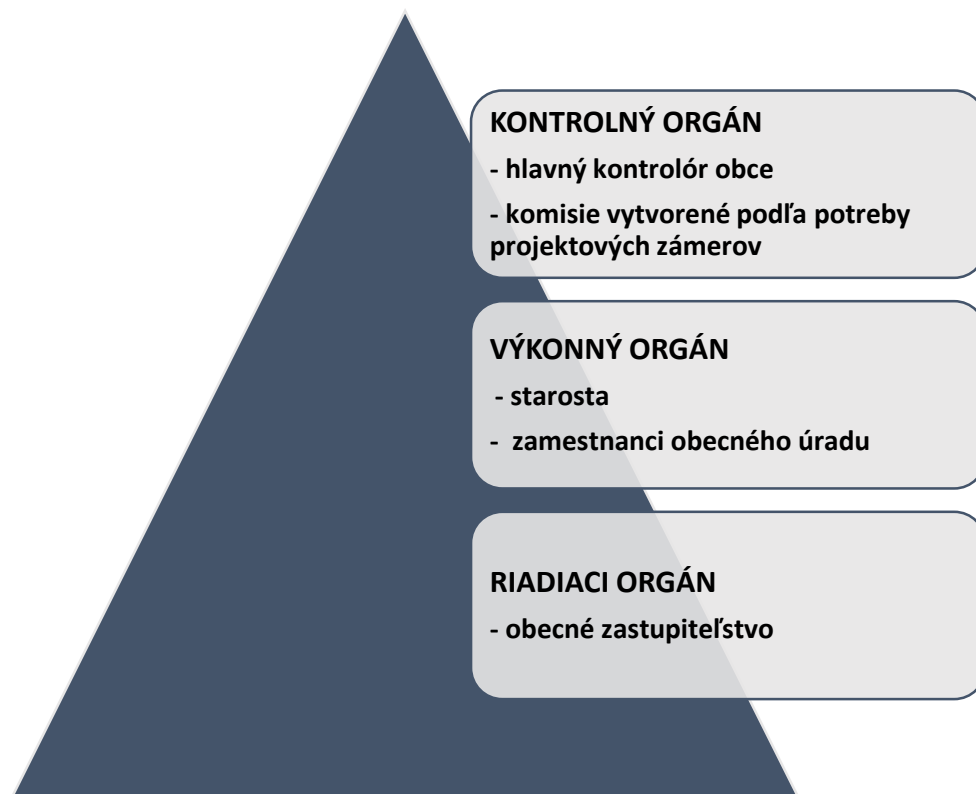 KONTROLNÝ ORGÁN
- hlavný kontrolór obce
- komisie vytvorené podľa potreby
projektových zámerov
VÝKONNÝ ORGÁN
- starosta
- zamestnanci obecného úradu
RIADIACI ORGÁN
- obecné zastupiteľstvo